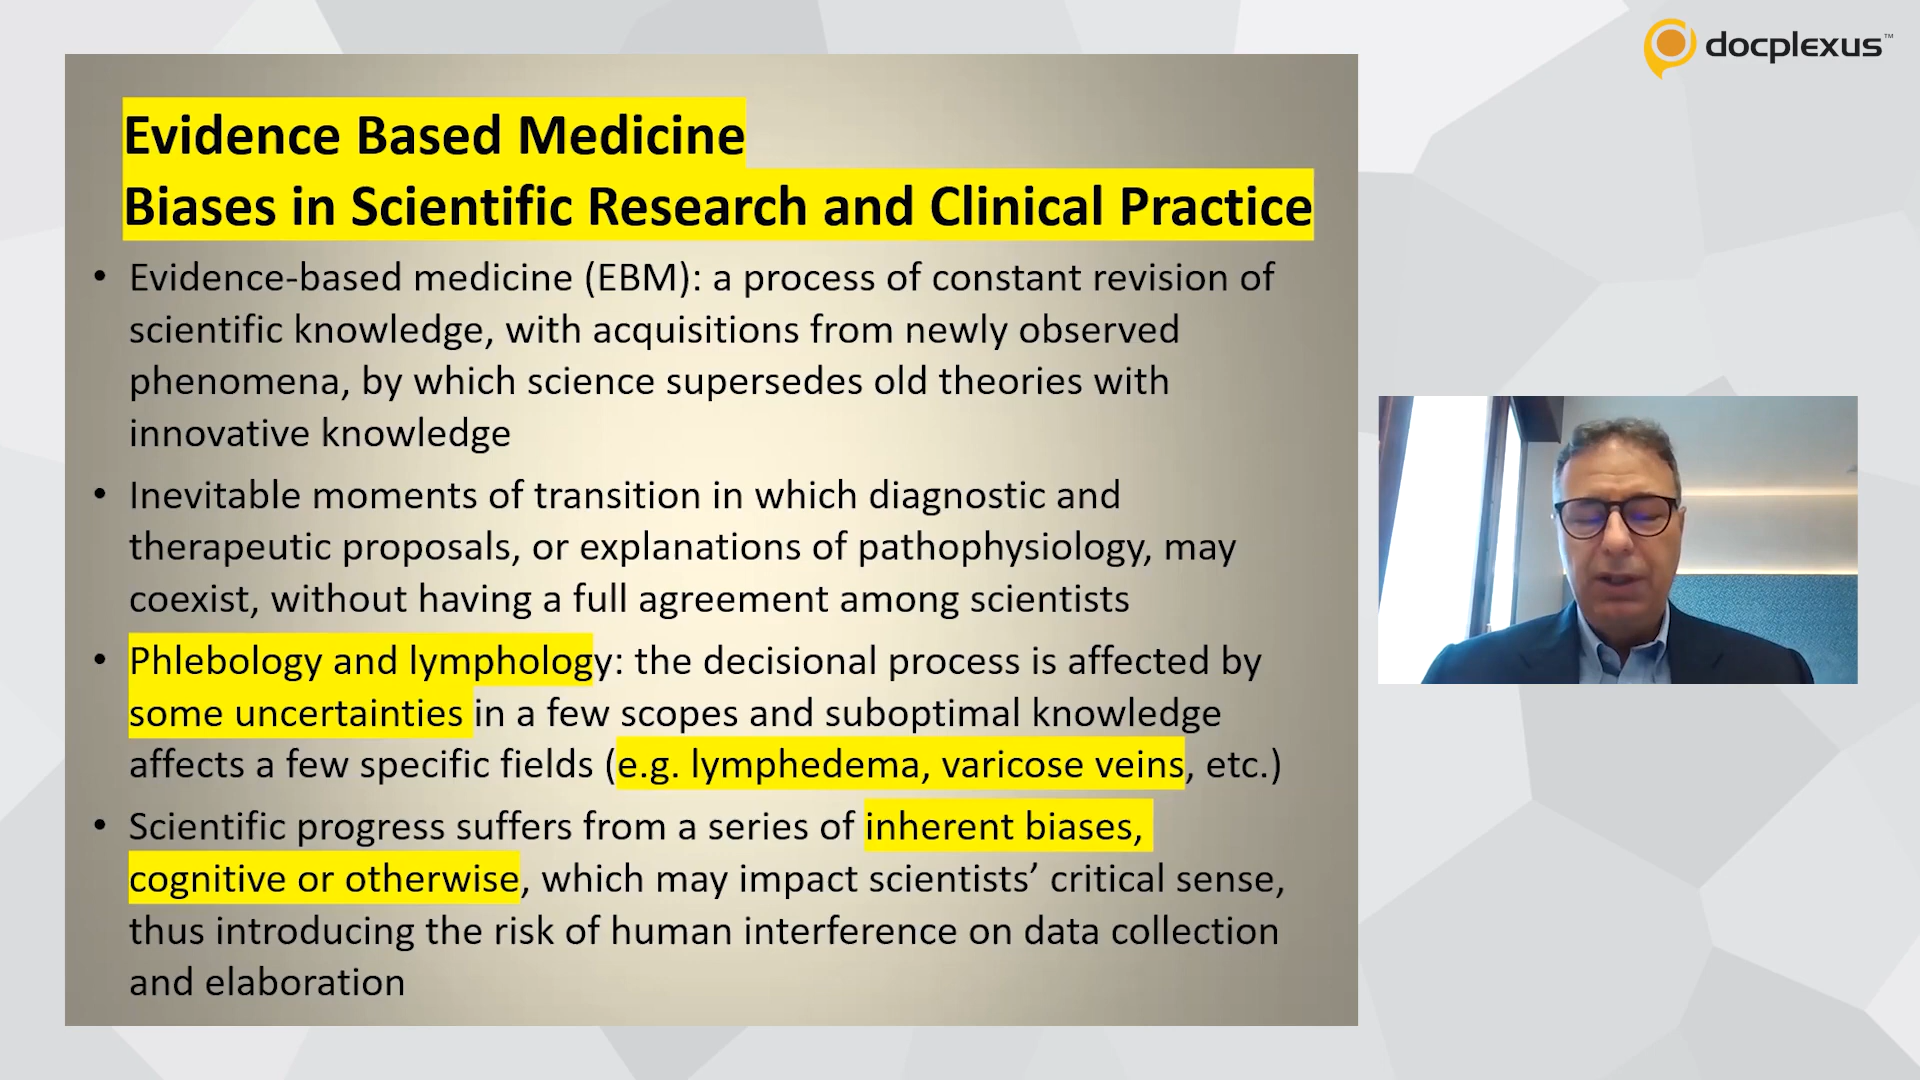 docplexus™
Evidence Based Medicine
Biases in Scientific Research and Clinical Practice
• Evidence-based medicine (EBM): a process of constant revision of
scientific knowledge, with acquisitions from newly observed
phenomena, by which science supersedes old theories with
innovative knowledge
• Inevitable moments of transition in which diagnostic and
therapeutic proposals, or explanations of pathophysiology, may
coexist, without having a full agreement among scientists
• Phlebology and lymphology: the decisional process is affected by
some uncertainties in a few scopes and suboptimal knowledge
affects a few specific fields (e.g. lymphedema, varicose veins, etc.)
• Scientific progress suffers from a series of inherent biases,
cognitive or otherwise, which may impact scientists’ critical sense,
thus introducing the risk of human interference on data collection
and elaboration